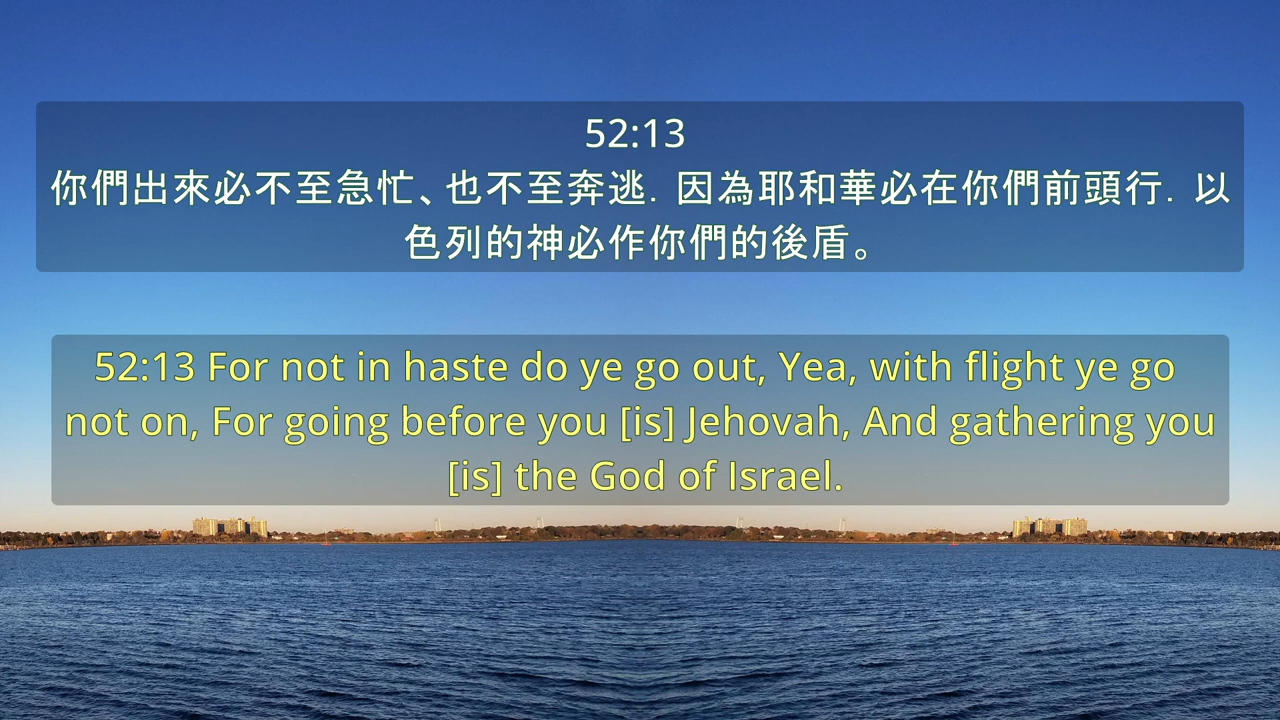 52:13
你們出來必不至急忙、也不至奔逃．因為耶和華必在你們前頭行．以
色列的神必作你們的後盾。
52:13 For not in haste do ye go out, Yea, with flight ye go
not on, For going before you [is] Jehovah, And gathering you
[is] the God of Israel.